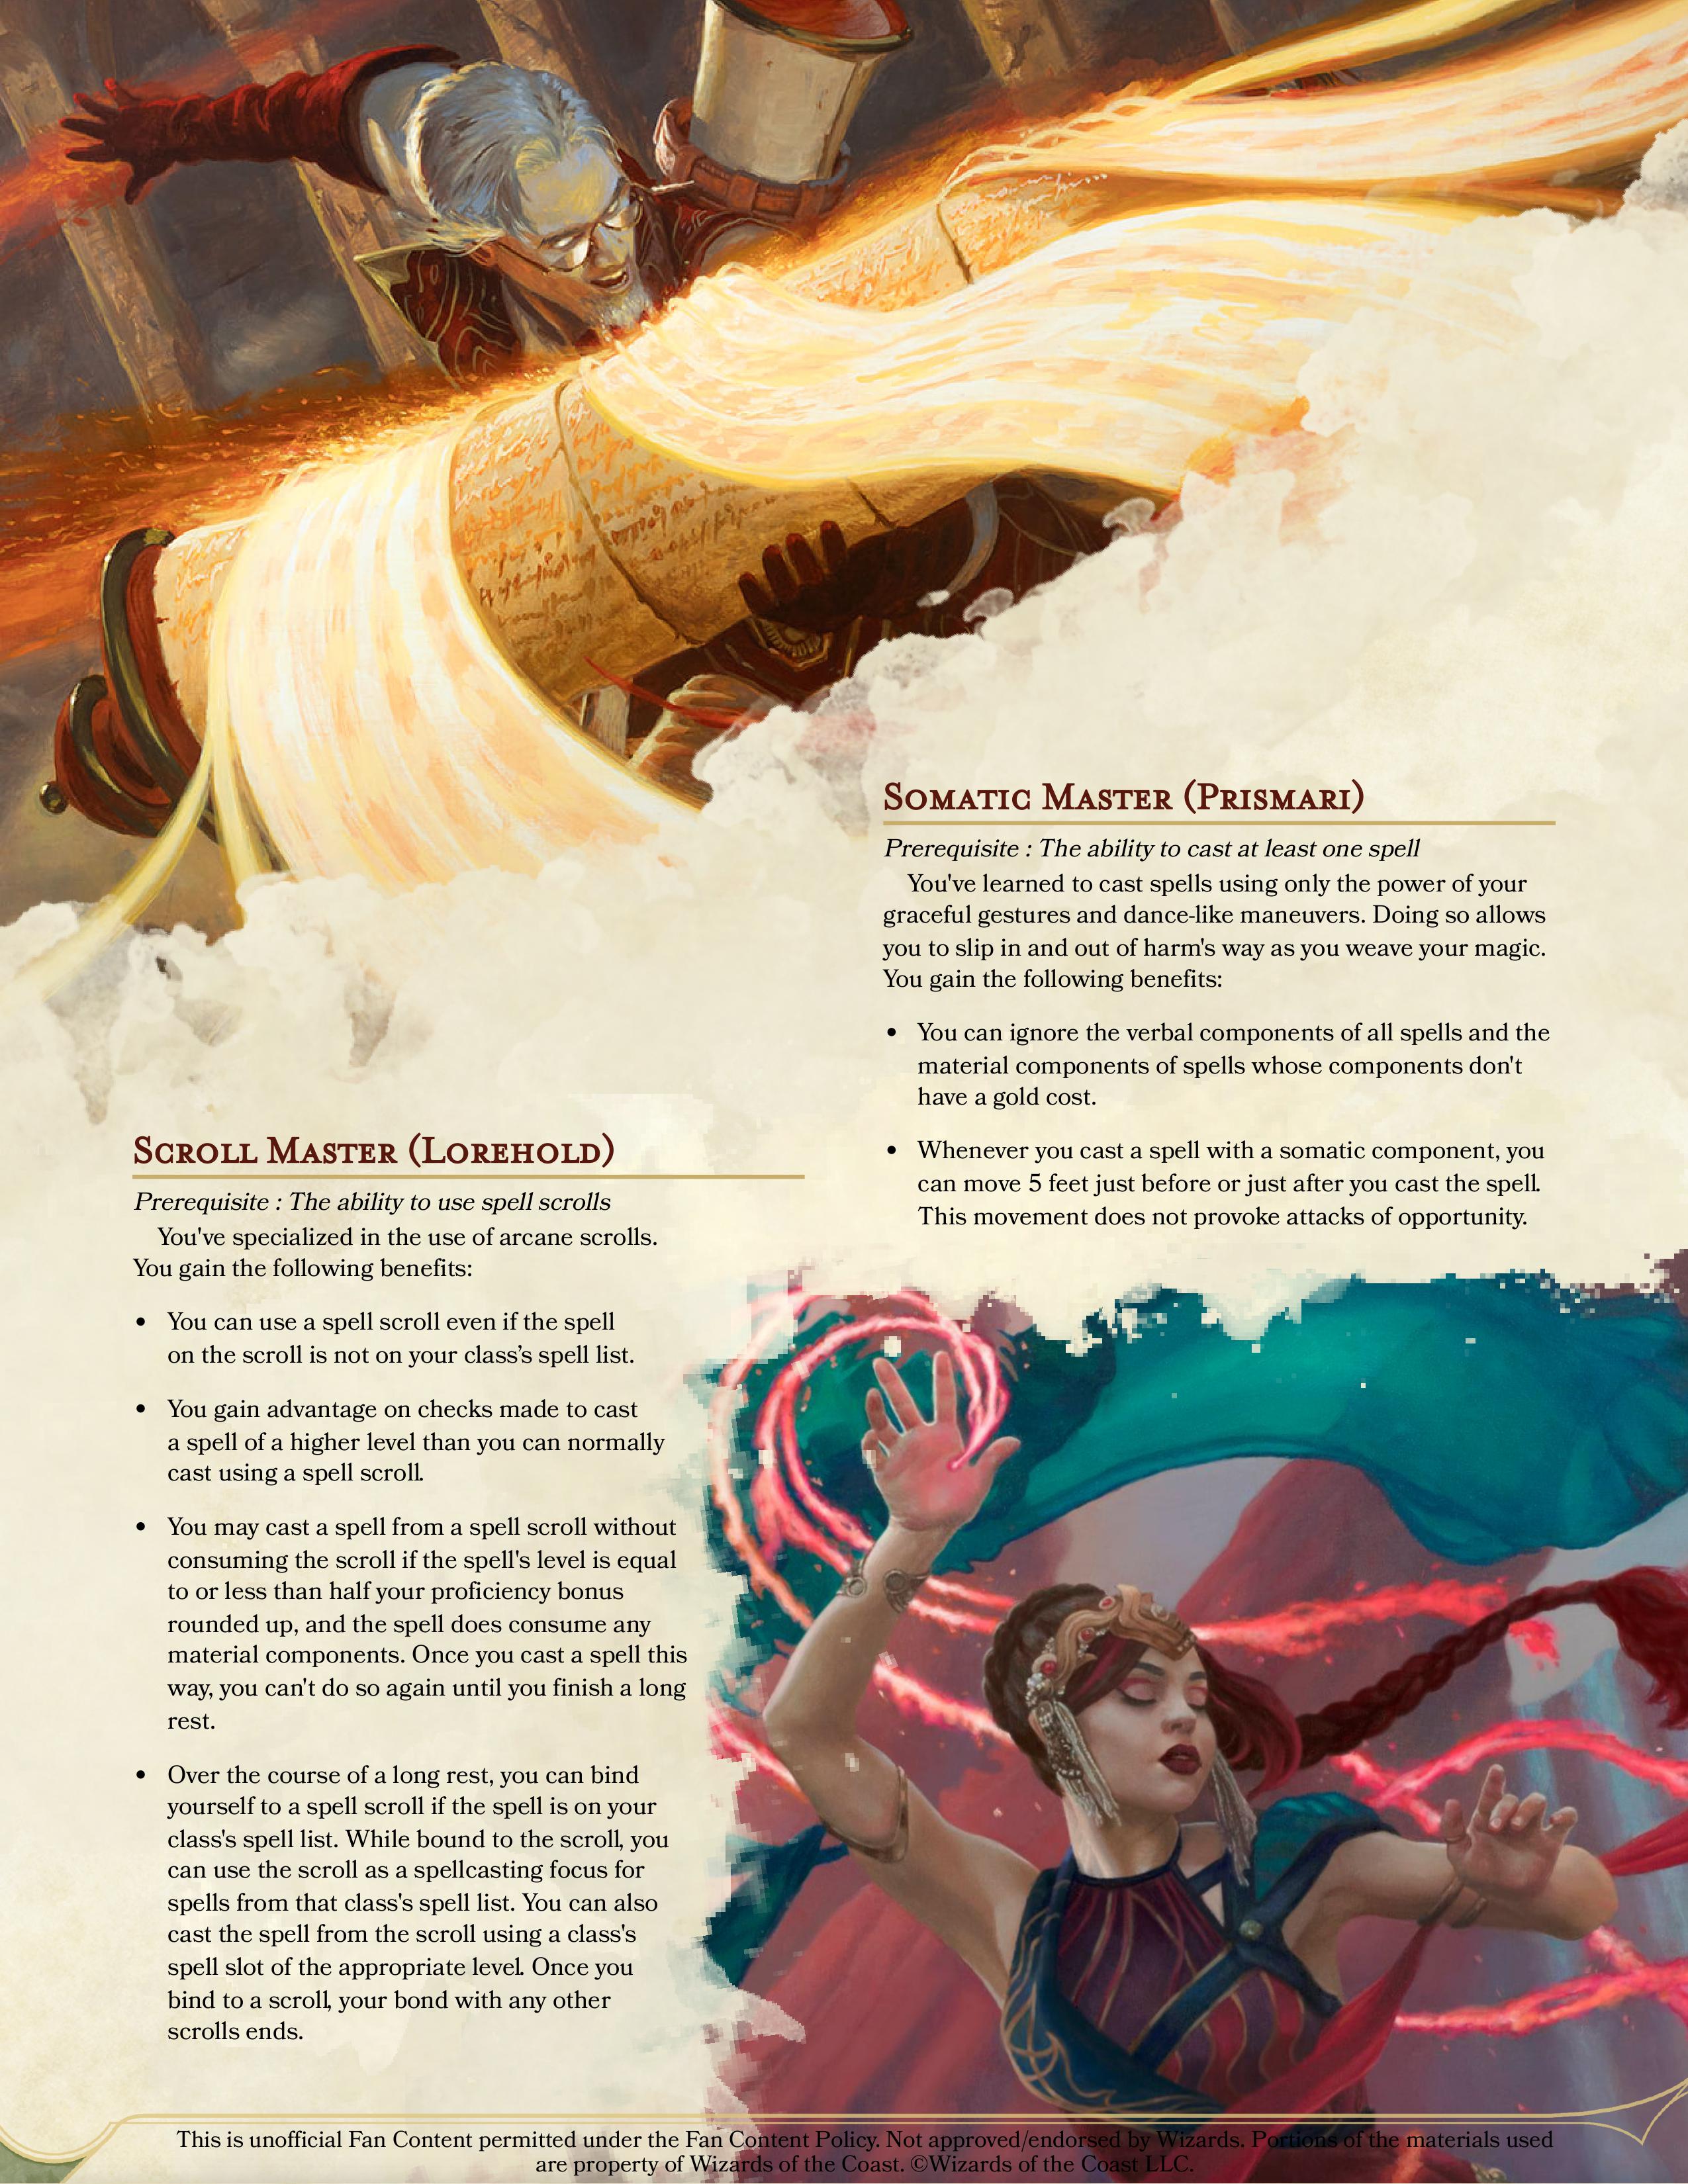 Scroll Master (Lorehold)
Prerequisite : The ability to use spell scrolls
You've specialized in the use of arcane scrolls.
You gain the following benefits:
• You can use a spell scroll even if the spell
on the scroll is not on your class’s spell list.
• You gain advantage on checks made to cast
a spell of a higher level than you can normally
cast using a spell scroll.
• You may cast a spell from a spell scroll without
consuming the scroll if the spell's level is equal
to or less than half your proficiency bonus
rounded up, and the spell does consume any
material components. Once you cast a spell this
way, you can't do so again until you finish a long
rest.
• Over the course of a long rest, you can bind
yourself to a spell scroll if the spell is on your
class's spell list. While bound to the scroll, you
can use the scroll as a spellcasting focus for
spells from that class's spell list. You can also
cast the spell from the scroll using a class's
spell slot of the appropriate level. Once you
bind to a scroll, your bond with any other
scrolls ends.
Somatic Master (Prismari)
Prerequisite : The ability to cast at least one spell
You've learned to cast spells using only the power of your
graceful gestures and dance-like maneuvers. Doing so allows
you to slip in and out of harm's way as you weave your magic.
You gain the following benefits:
• You can ignore the verbal components of all spells and the
material components of spells whose components don't
have a gold cost.
• Whenever you cast a spell with a somatic component, you
can move 5 feet just before or just after you cast the spell.
This movement does not provoke attacks of opportunity.
This is unofficial Fan Content permitted under the Fan Content Policy. Not approved/endorsed by Wizards. Portions of the materials used
are property of Wizards of the Coast. ©Wizards of the Coast LLC.